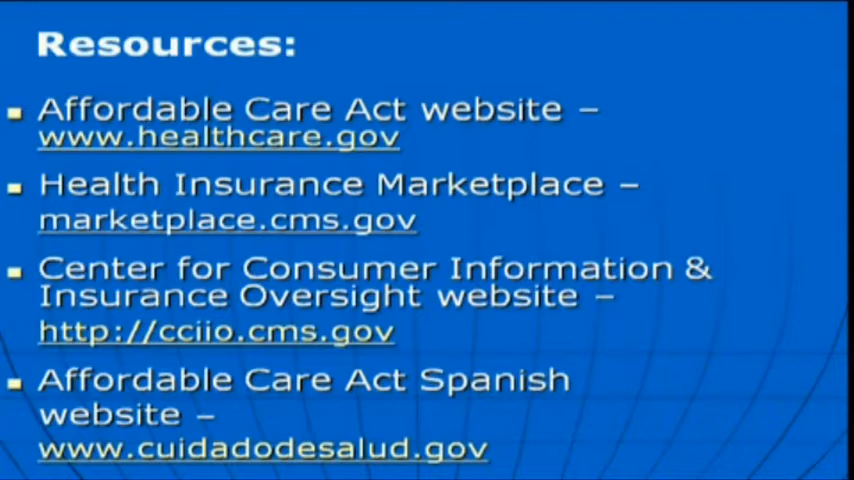 Resources:
Affordable Care Act website –
www.healthcare.gov
Health Insurance Marketplace –
marketplace.cms.gov
Center for Consumer Information &
Insurance Oversight website –
http://cciio.cms.gov
Affordable Care Act Spanish
website –
www.cuidadodesalud.gov